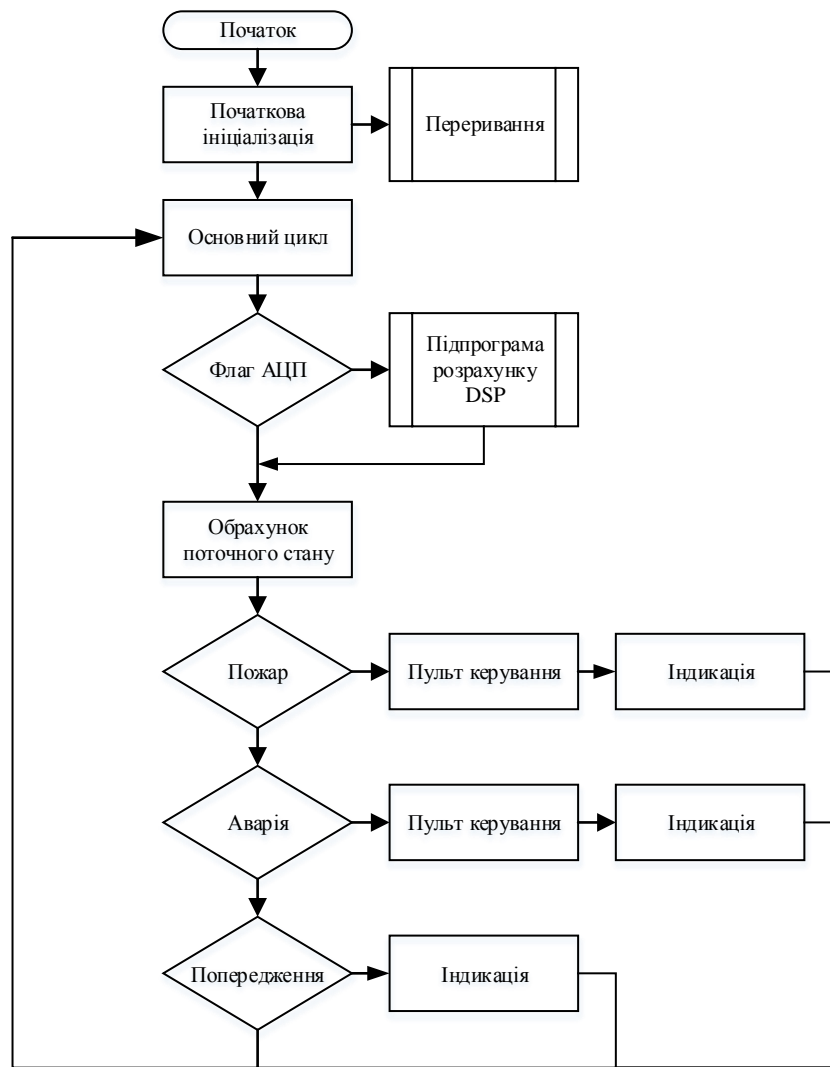 Початок
Початкова
ініціалізація
Переривання
Основний цикл
Флаг АЦП
Підпрограма
розрахунку
DSP
Обрахунок
поточного стану
Пожар
Пульт керування
Індикація
Аварія
Пульт керування
Індикація
Попередження
Індикація